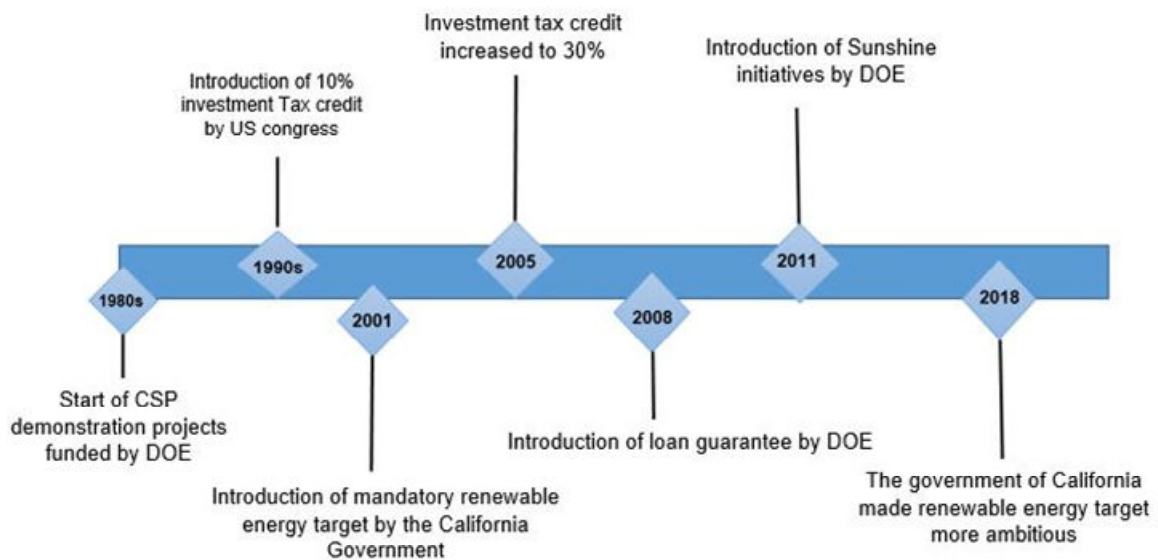 Investment tax credit
increased to 30%
Introduction of Sunshine
initiatives by DOE
Introduction of 10%
investment Tax credit
by US congress
1980s
1990s
2001
2005
2008
2011
2018
Start of CSP
demonstration projects
funded by DOE
Introduction of mandatory renewable
energy target by the California
Government
Introduction of loan guarantee by DOE
The government of California
made renewable energy target
more ambitious